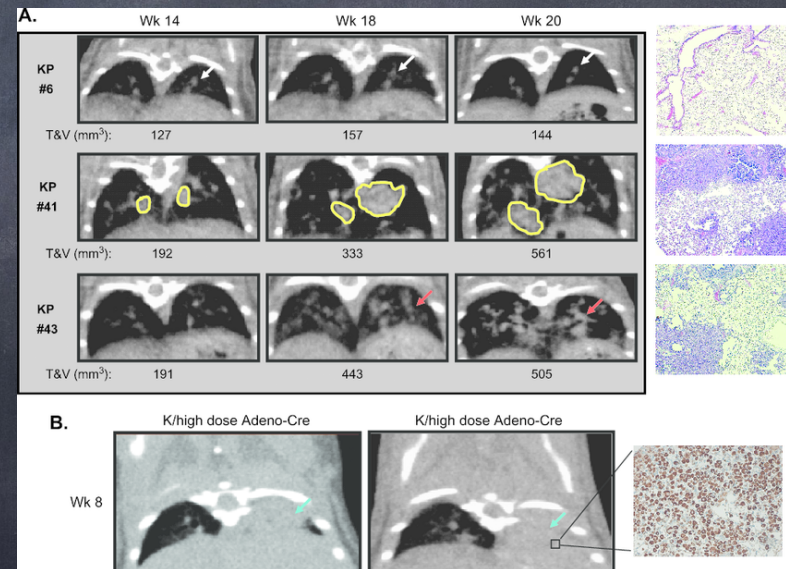 A.
Wk 14 Wk 18 Wk 20
KP
#6
T&V (mm³): 127 157 144
KP
#41
T&V (mm³): 192 333 561
KP
#43
T&V (mm³): 191 443 505
B.
K/high dose Adeno-Cre K/high dose Adeno-Cre
Wk 8